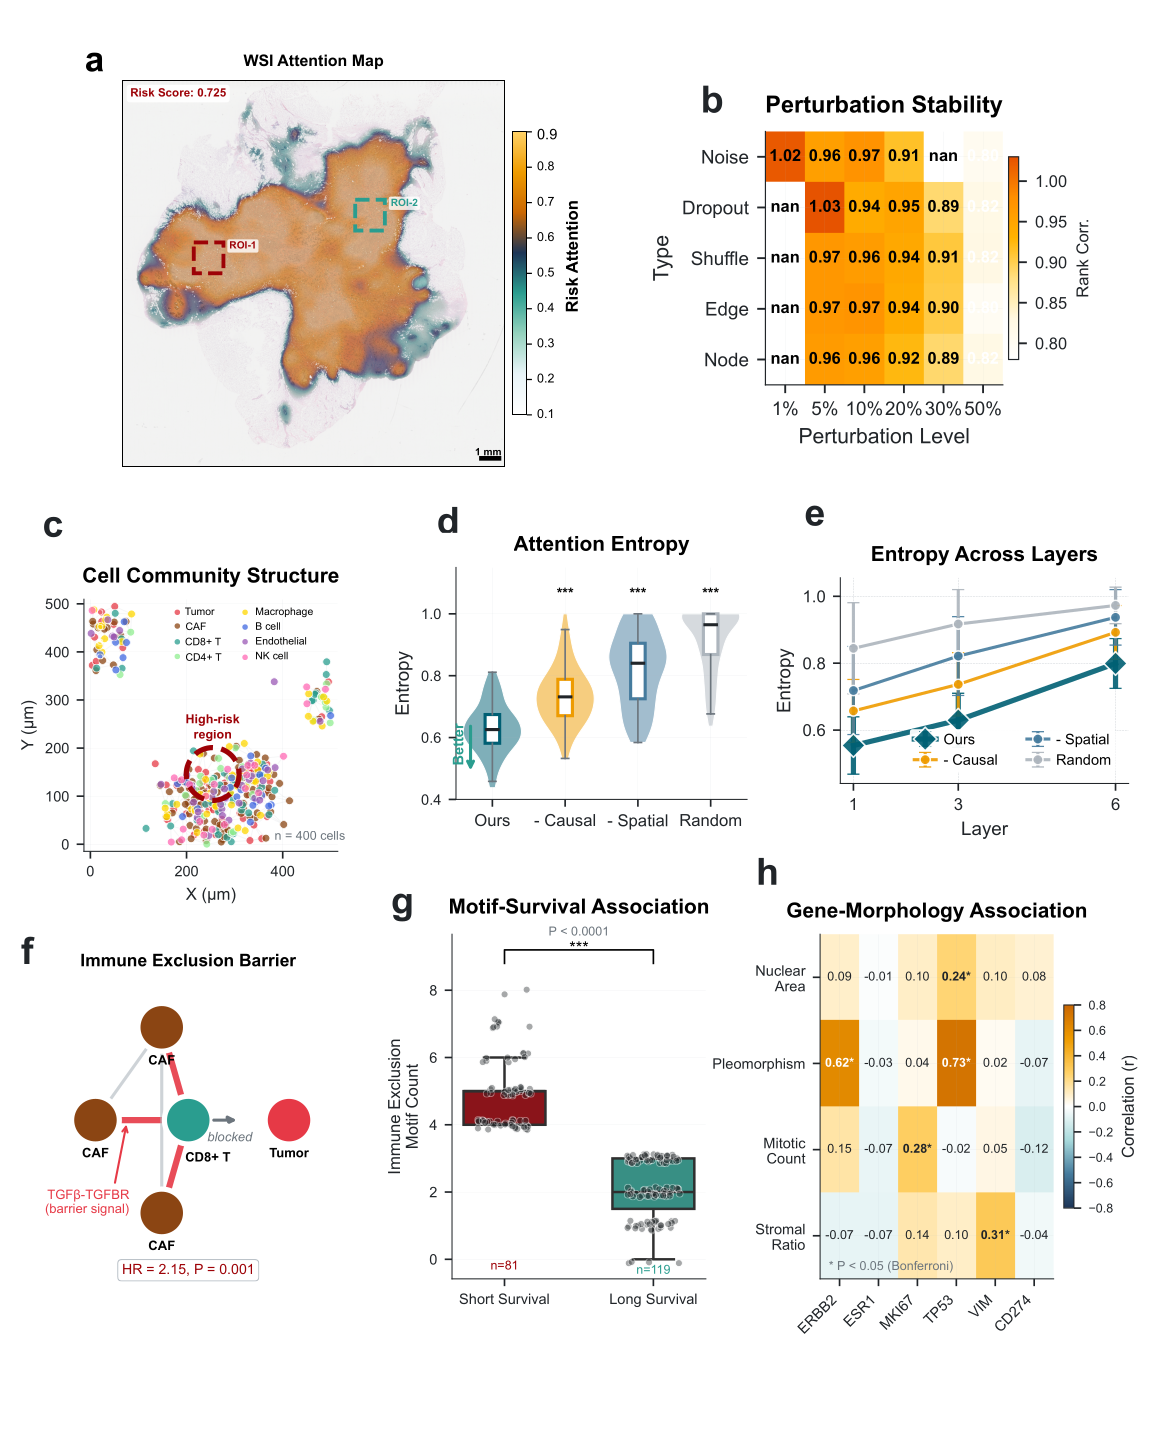 a
WSI Attention Map
Risk Score: 0.725
ROI-2
ROI-1
1 mm
0.9
0.8
0.7
0.6
0.5
0.4
0.3
0.2
0.1
Risk Attention
b
Perturbation Stability
Noise 1.02 0.96 0.97 0.91 nan
Dropout nan 1.03 0.94 0.95 0.89 0.82
Shuffle nan 0.97 0.96 0.94 0.91 0.82
Edge nan 0.97 0.97 0.94 0.90
Node nan 0.96 0.96 0.92 0.89 0.82
1% 5% 10% 20% 30% 50%
Perturbation Level
Type
1.00
0.95
0.90
0.85
0.80
Rank Corr.
c
Cell Community Structure
Tumor
CAF
CD8+ T
CD4+ T
Macrophage
B cell
Endothelial
NK cell
High-risk
region
n = 400 cells
500
400
300
200
100
0
Y (μm)
0 200 400
X (μm)
d
Attention Entropy
*** *** ***
1.0
0.8
0.6
0.4
Entropy
Better
Ours - Causal - Spatial Random
e
Entropy Across Layers
1.0
0.8
0.6
Entropy
Ours
- Causal
- Spatial
Random
1 3 6
Layer
f
Immune Exclusion Barrier
CAF
CAF
CD8+ T
blocked
Tumor
TGFβ-TGFBR
(barrier signal)
CAF
HR = 2.15, P = 0.001
g
Motif-Survival Association
P < 0.0001
***
8
6
4
2
0
Immune Exclusion
Motif Count
n=81
n=119
Short Survival Long Survival
h
Gene-Morphology Association
Nuclear
Area
0.09 -0.01 0.10 0.24* 0.10 0.08
Pleomorphism 0.62* -0.03 0.04 0.73* 0.02 -0.07
Mitotic
Count
0.15 -0.07 0.28* -0.02 0.05 -0.12
Stromal
Ratio
-0.07 -0.07 0.14 0.10 0.31* -0.04
* P < 0.05 (Bonferroni)
ERBB2 ESR1 MKI67 TP53 VIM CD274
0.8
0.6
0.4
0.2
0.0
−0.2
−0.4
−0.6
−0.8
Correlation (r)